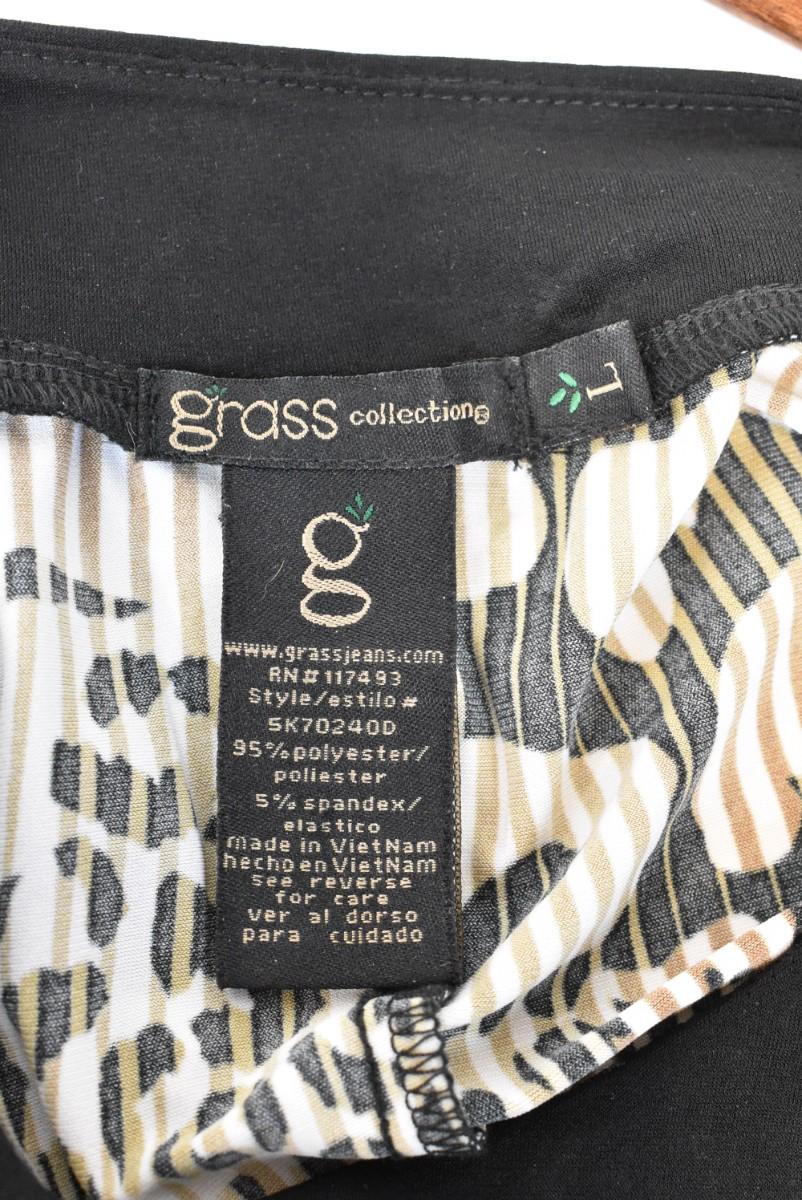 grass collection®
L
g
www.grassjeans.com
RN#117493
Style/estilo#
5K70240D
95%polyester/
poliester
5% spandex/
elastico
made in VietNam
hecho en VietNam
see reverse
for care
ver al dorso
para cuidado